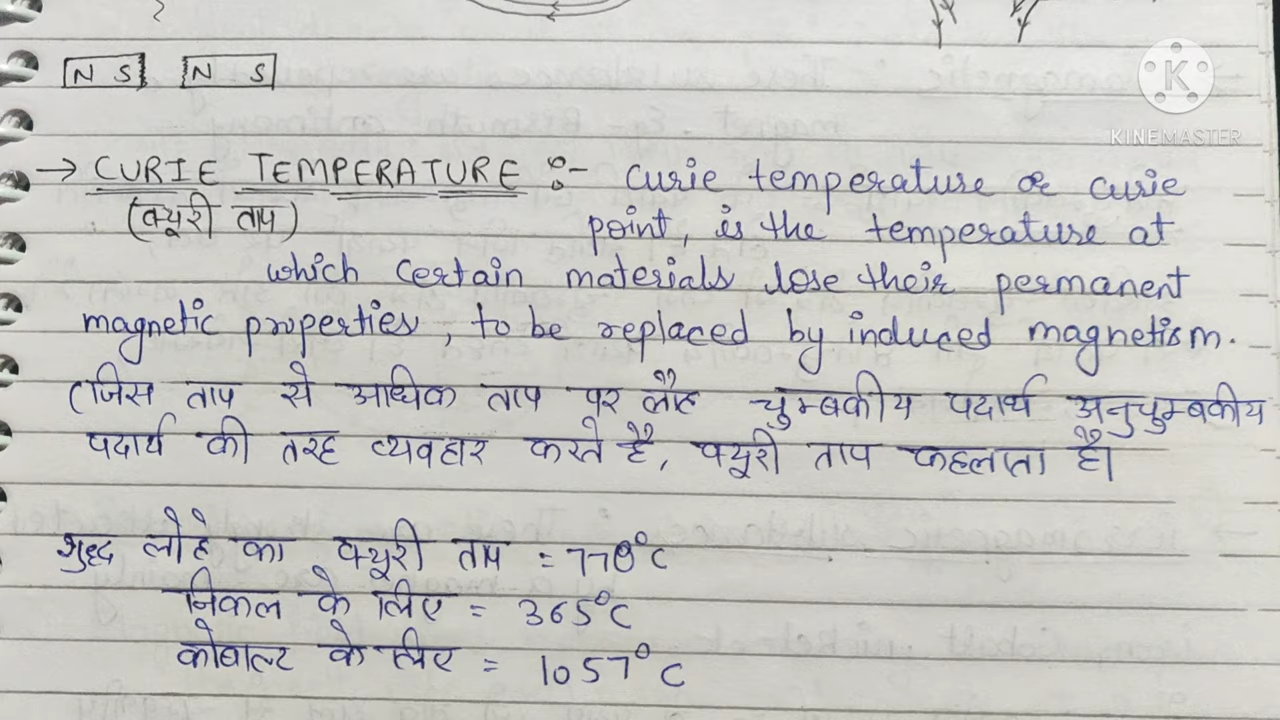 N S N S
K
KINEMASTER
→ CURIE TEMPERATURE :- curie temperature or curie
(क्यूरी ताप) point, is the temperature at
which certain materials lose their permanent
magnetic properties, to be replaced by induced magnetism.
(जिस ताप से अधिक ताप पर लौह चुम्बकीय पदार्थ अनुचुम्बकीय
पदार्थ की तरह व्यवहार करते है, क्यूरी ताप कहलाता है।
शुद्ध लोहे का क्यूरी ताप = 770°C
निकल के लिए = 365°C
कोबाल्ट के लिए = 1057°C